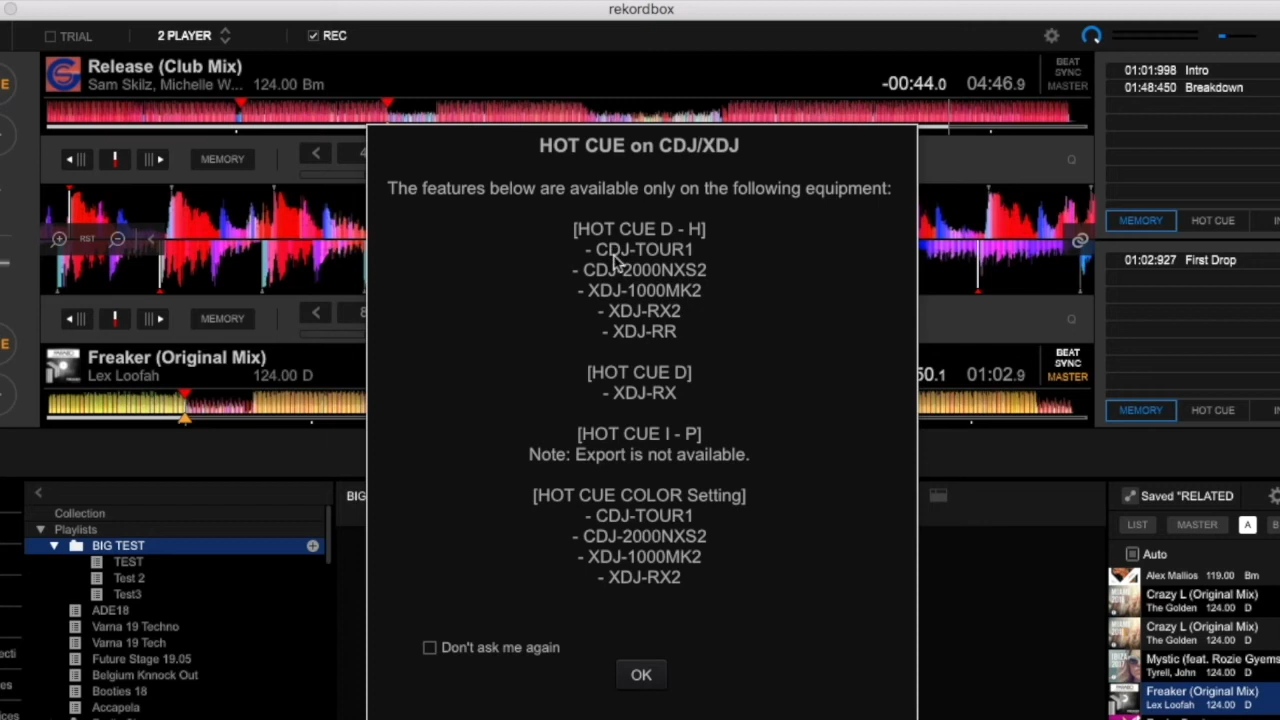 rekordbox
TRIAL
2 PLAYER
REC
Release (Club Mix)
Sam Skilz, Michelle W... 124.00 Bm
-00:44.0 04:46.9
BEAT
SYNC
MASTER
01:01:998 Intro
01:48:450 Breakdown
MEMORY
Q
RST
MEMORY
HOT CUE
MEMORY
8
Q
01:02:927 First Drop
Freaker (Original Mix)
Lex Loofah 124.00 D
50.1 01:02.9
BEAT
SYNC
MASTER
MEMORY
HOT CUE
HOT CUE on CDJ/XDJ
The features below are available only on the following equipment:
[HOT CUE D - H]
- CDJ-TOUR1
- CDJ-2000NXS2
- XDJ-1000MK2
- XDJ-RX2
- XDJ-RR
[HOT CUE D]
- XDJ-RX
[HOT CUE I - P]
Note: Export is not available.
[HOT CUE COLOR Setting]
- CDJ-TOUR1
- CDJ-2000NXS2
- XDJ-1000MK2
- XDJ-RX2
Don't ask me again
OK
Collection
Playlists
BIG TEST
TEST
Test 2
Test3
ADE18
Varna 19 Techno
Varna 19 Tech
Future Stage 19.05
Belgium Knnock Out
Booties 18
Accapela
BIG
Saved "RELATED
LIST
MASTER
A
B
Auto
Alex Mallios 119.00 Bm
Crazy L (Original Mix)
The Golden 124.00 D
Crazy L (Original Mix)
The Golden 124.00 D
Mystic (feat. Rozie Gyems
Tyrell, John 124.00 D
Freaker (Original Mix)
Lex Loofah 124.00 D